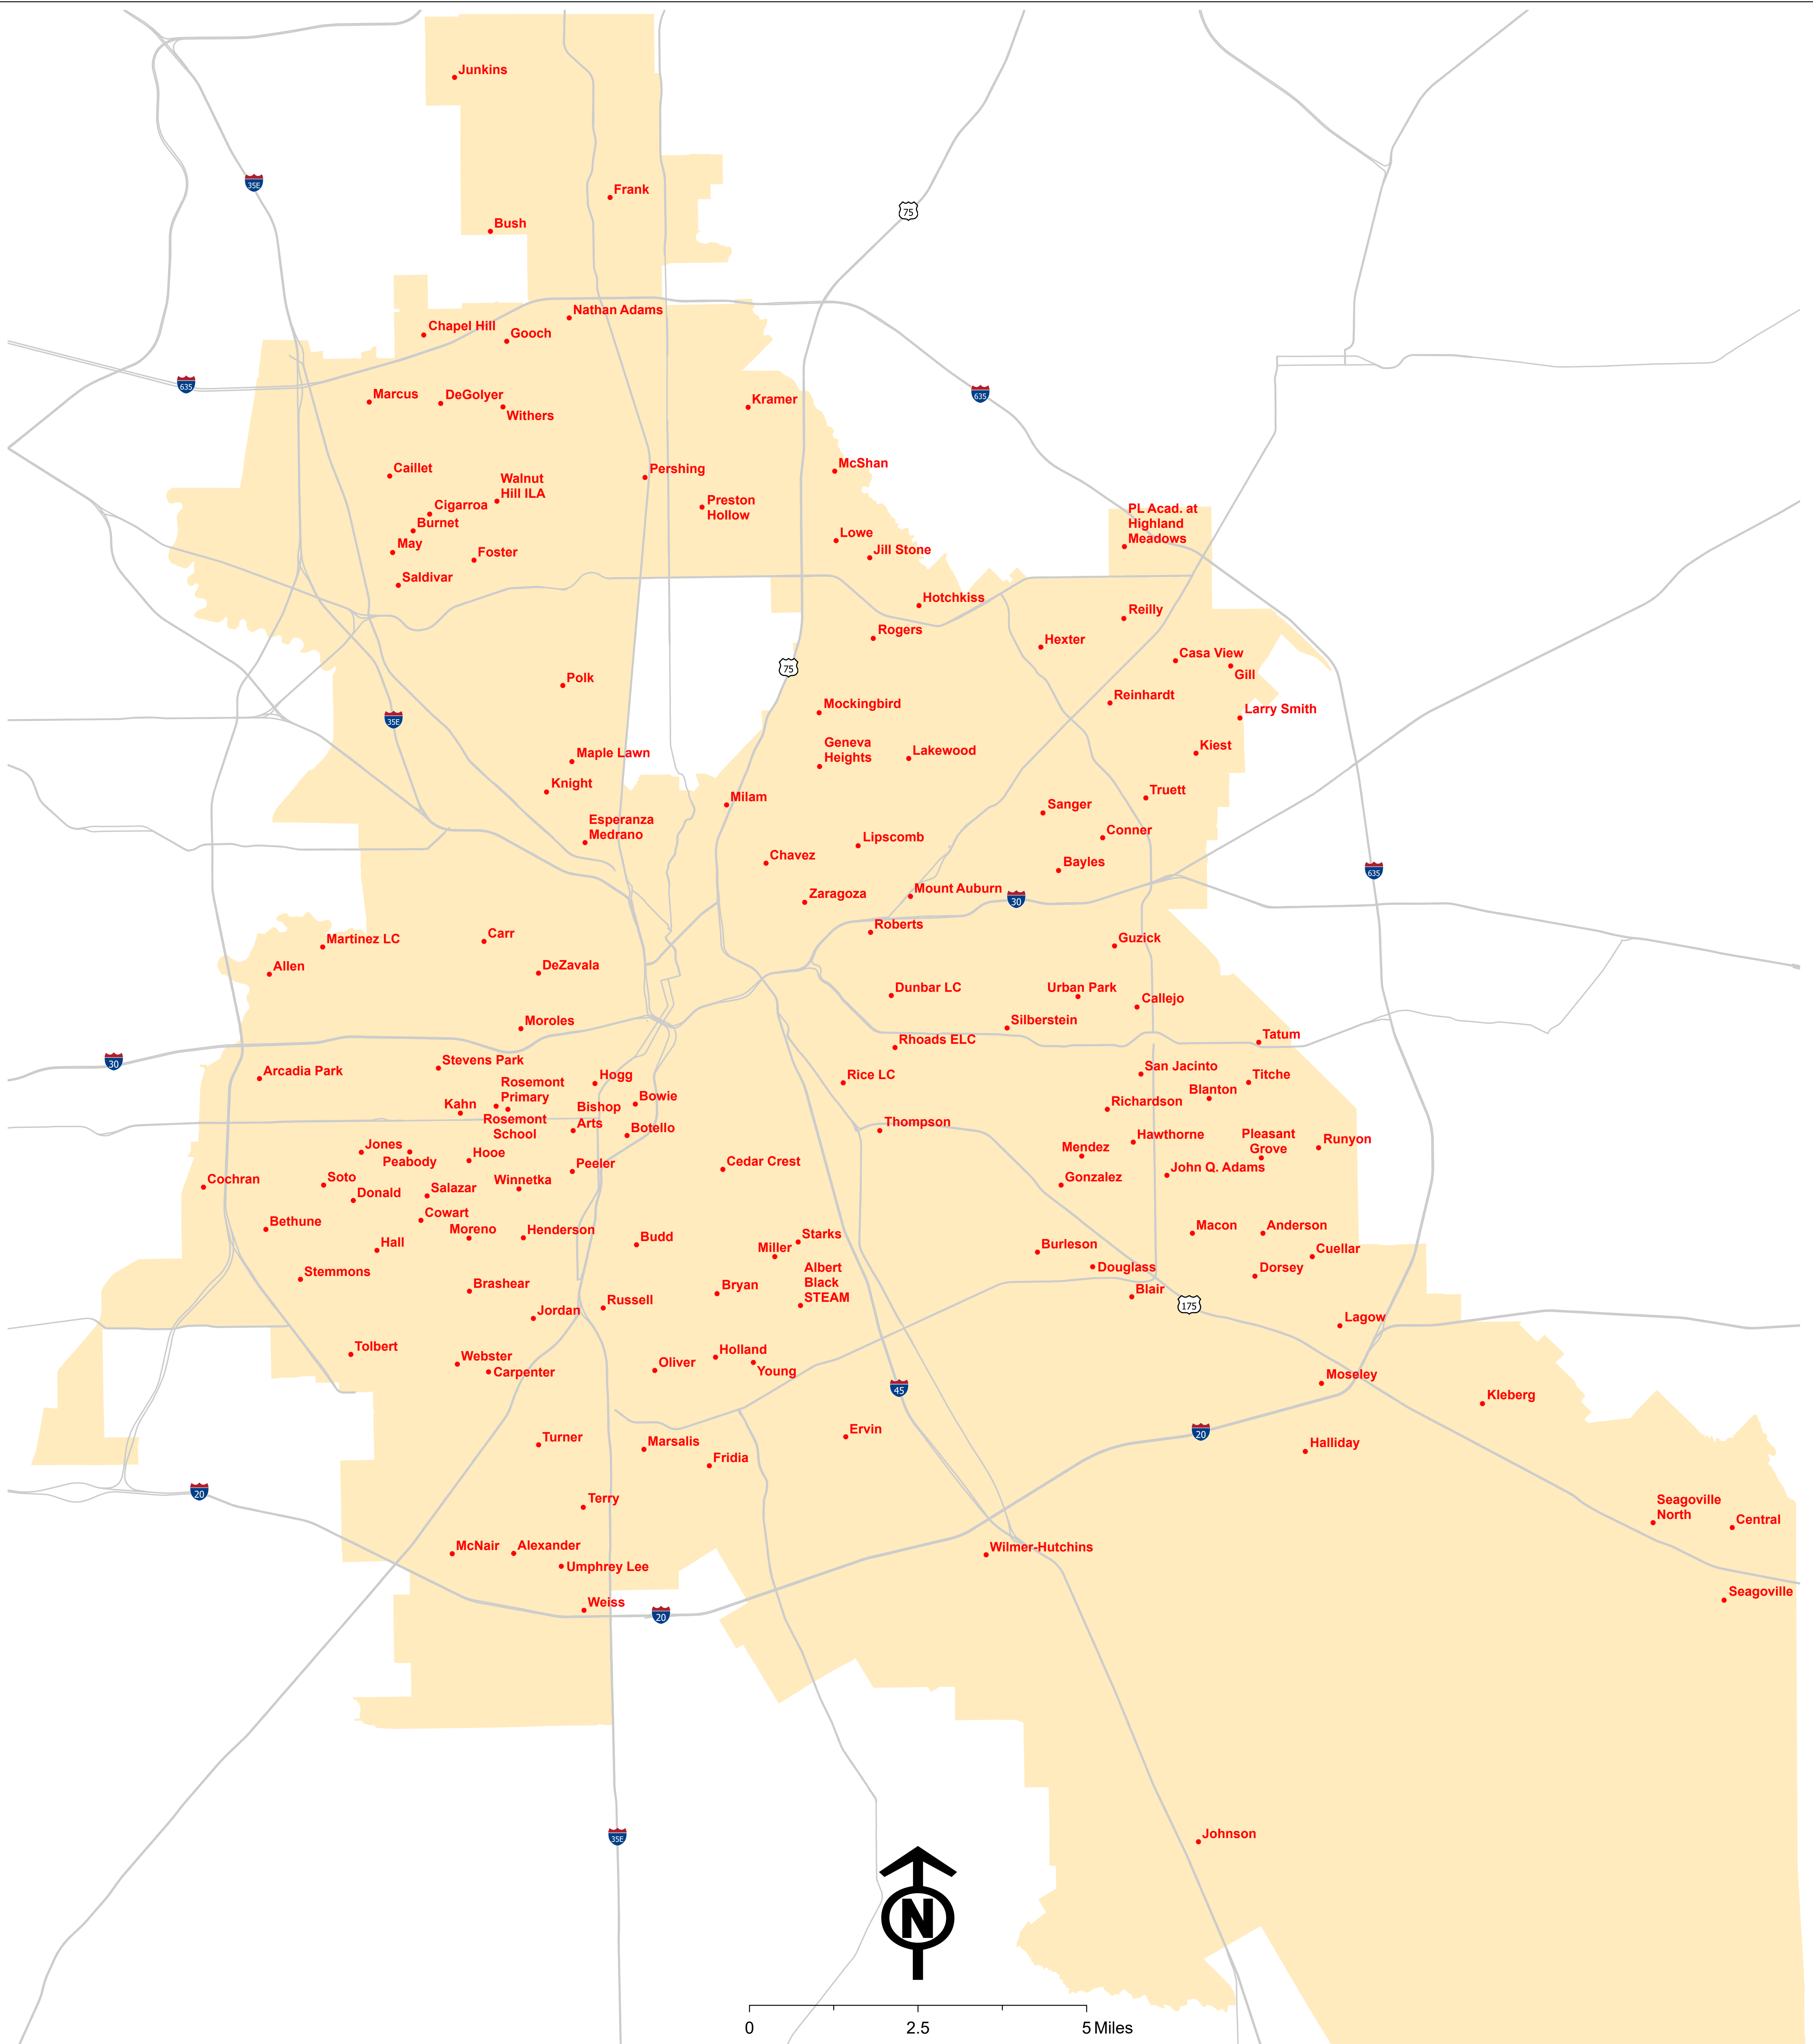 Junkins
35E
Frank
75
Bush
Nathan Adams
Chapel Hill
Gooch
635
Marcus
DeGolyer
Withers
Kramer
635
Caillet
Walnut
Hill ILA
Pershing
McShan
Cigarroa
Preston
Hollow
PL Acad. at
Highland
Meadows
Burnet
May
Foster
Lowe
Jill Stone
Saldivar
Hotchkiss
Reilly
Rogers
Hexter
Casa View
Gill
75
Polk
Reinhardt
Mockingbird
Larry Smith
35E
Geneva
Heights
Lakewood
Kiest
Maple Lawn
Knight
Milam
Truett
Sanger
Esperanza
Medrano
Conner
Lipscomb
Chavez
Bayles
635
Zaragoza
Mount Auburn
30
Roberts
Martinez LC
Carr
Guzick
Allen
DeZavala
Dunbar LC
Urban Park
Callejo
Moroles
Silberstein
Tatum
Rhoads ELC
30
Stevens Park
Arcadia Park
San Jacinto
Rice LC
Titche
Hogg
Rosemont
Primary
Blanton
Kahn
Bowie
Richardson
Bishop
Arts
Rosemont
School
Botello
Thompson
Hawthorne
Pleasant
Grove
Runyon
Jones
Peabody
Hooe
Mendez
Cedar Crest
Peeler
John Q. Adams
Cochran
Soto
Donald
Salazar
Winnetka
Gonzalez
Cowart
Bethune
Moreno
Henderson
Macon
Anderson
Hall
Budd
Starks
Miller
Burleson
Cuellar
Stemmons
Douglass
Dorsey
Albert
Black
STEAM
Brashear
Bryan
Blair
175
Russell
Jordan
Lagow
Tolbert
Webster
Carpenter
Oliver
Holland
Young
Moseley
45
Kleberg
Turner
Marsalis
Ervin
20
Halliday
Fridia
20
Terry
Seagoville
North
Central
McNair
Alexander
Wilmer-Hutchins
Umphrey Lee
Seagoville
Weiss
20
Johnson
35E
N
0
2.5
5 Miles